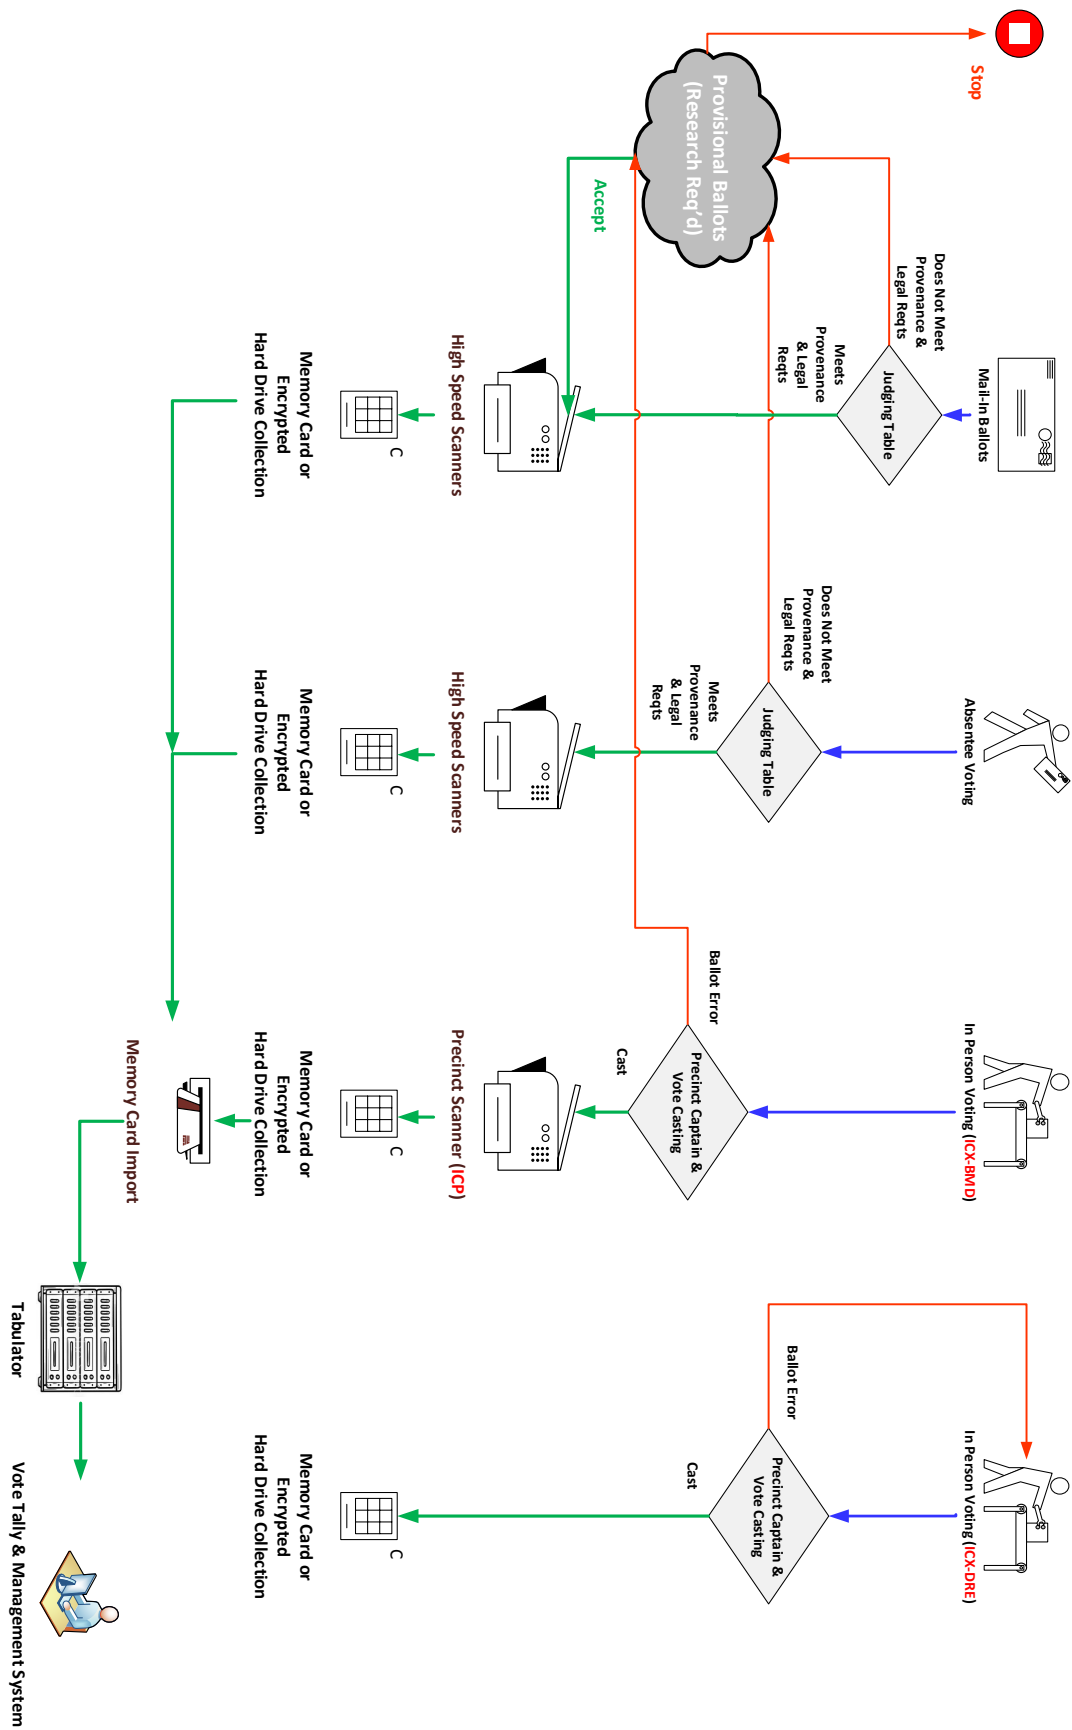 Stop
Mail-In Ballots
Absentee Voting
In Person Voting (ICX-BMD)
In Person Voting (ICX-DRE)
Does Not Meet
Provenance &
Legal Reqts
Judging Table
Meets
Provenance
& Legal
Reqts
Does Not Meet
Provenance &
Legal Reqts
Judging Table
Meets
Provenance
& Legal
Reqts
Ballot Error
Precinct Captain &
Vote Casting
Cast
Ballot Error
Precinct Captain &
Vote Casting
Cast
Provisional Ballots
(Research Req'd)
Accept
High Speed Scanners
High Speed Scanners
Precinct Scanner (ICP)
C
C
C
C
Memory Card or
Encrypted
Hard Drive Collection
Memory Card or
Encrypted
Hard Drive Collection
Memory Card or
Encrypted
Hard Drive Collection
Memory Card or
Encrypted
Hard Drive Collection
Memory Card Import
Tabulator
Vote Tally & Management System